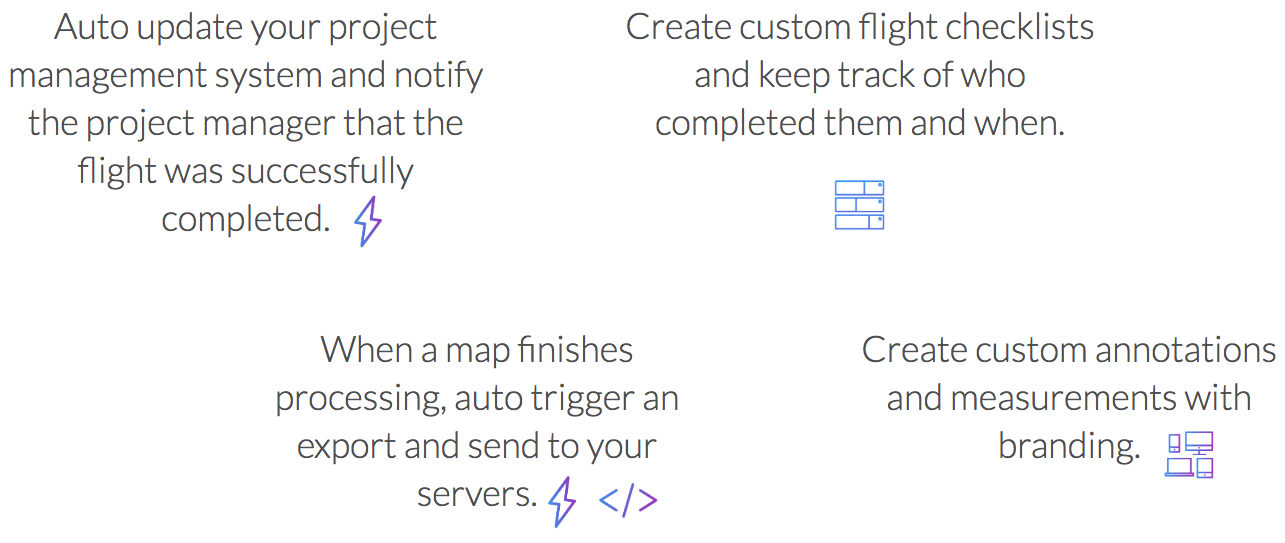 Auto update your project
management system and notify
the project manager that the
flight was successfully
completed.
Create custom flight checklists
and keep track of who
completed them and when.
When a map finishes
processing, auto trigger an
export and send to your
servers. </>
Create custom annotations
and measurements with
branding.